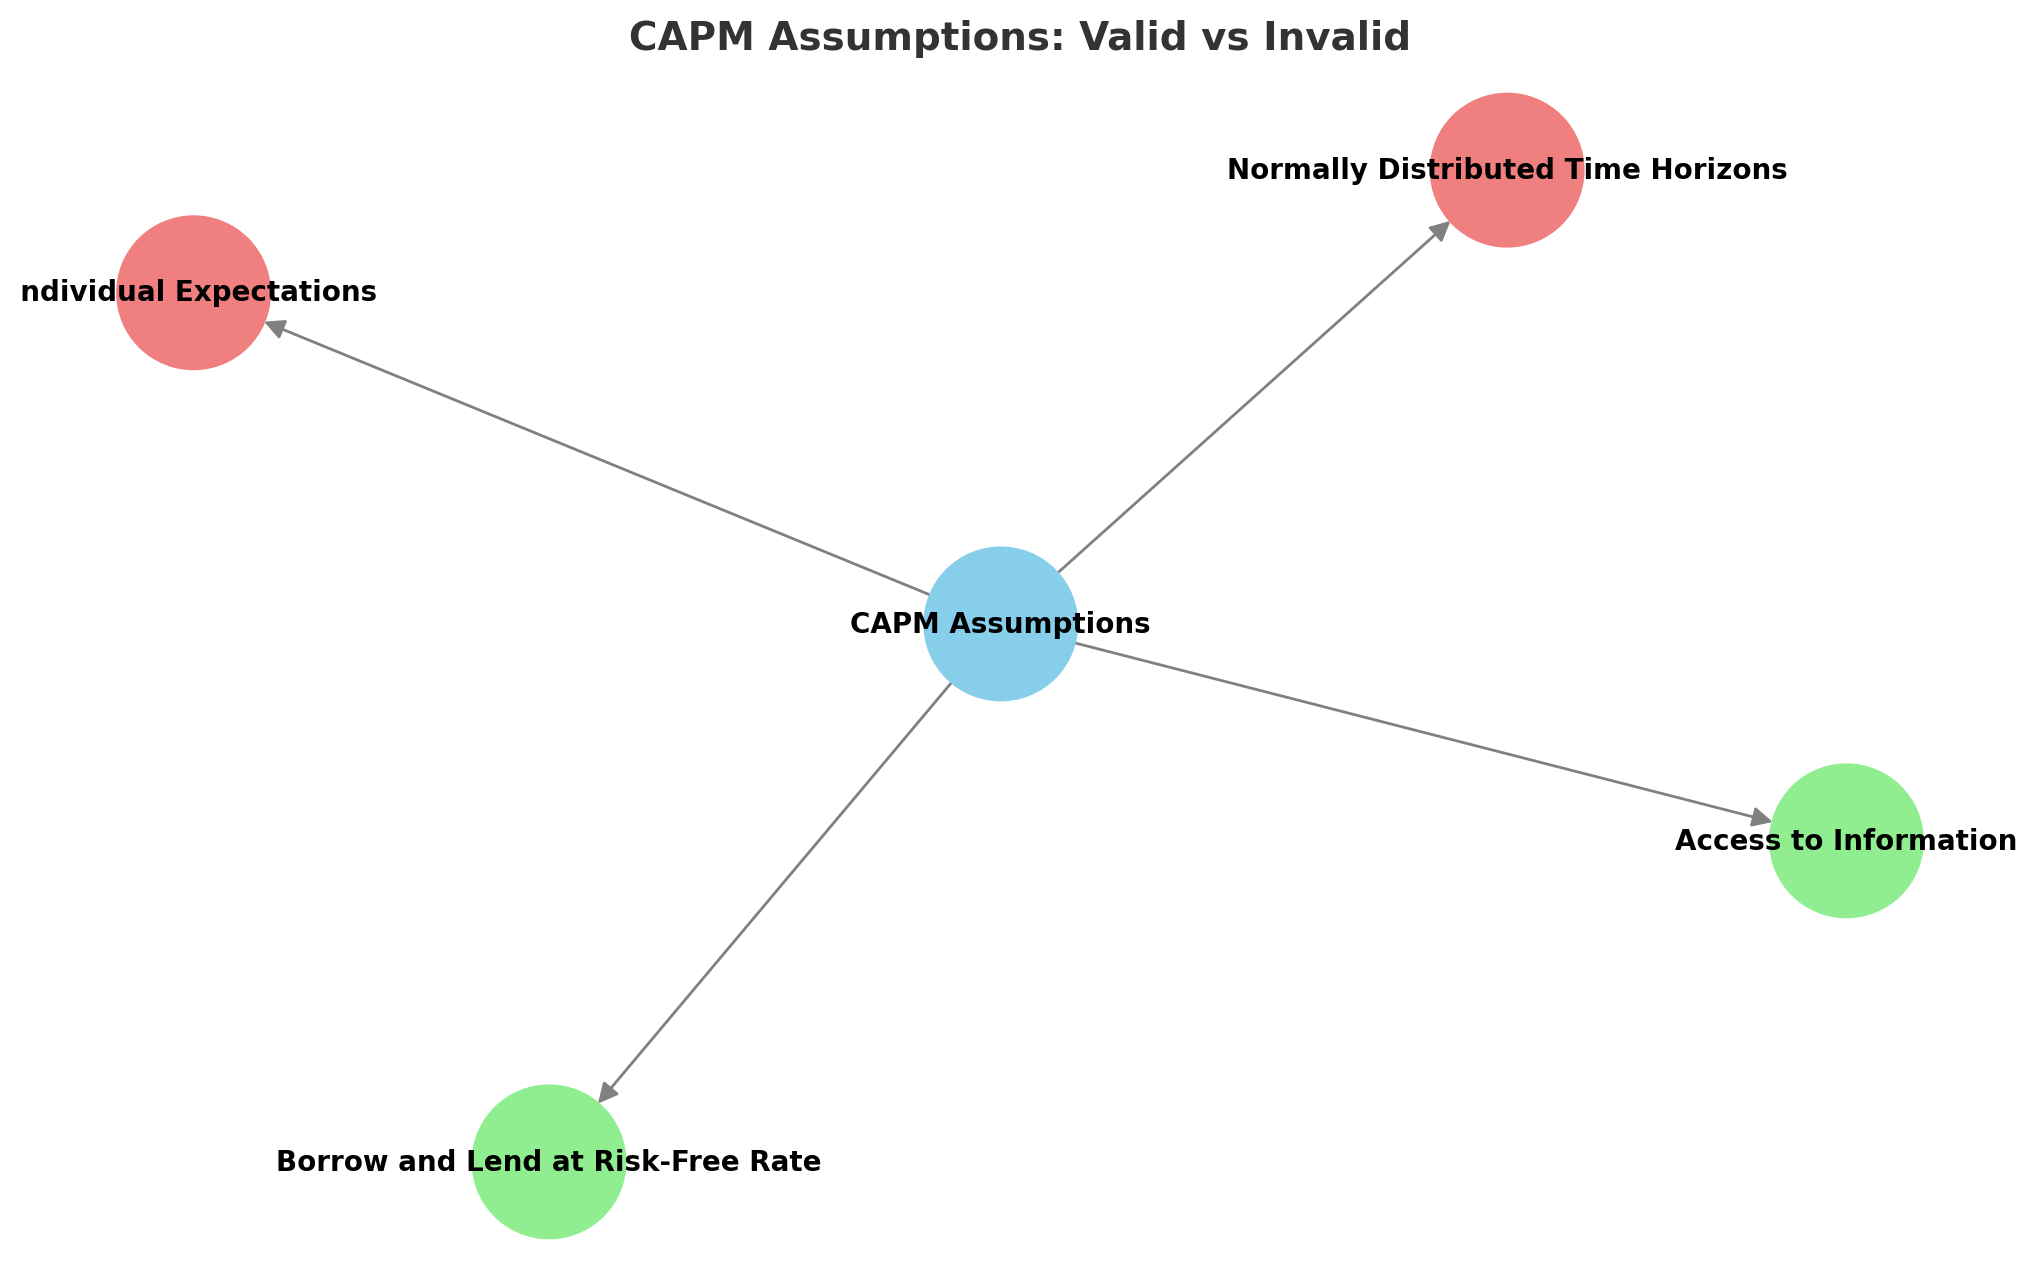 CAPM Assumptions: Valid vs Invalid
Normally Distributed Time Horizons
ndividual Expectations
CAPM Assumptions
Access to Information
Borrow and Lend at Risk-Free Rate